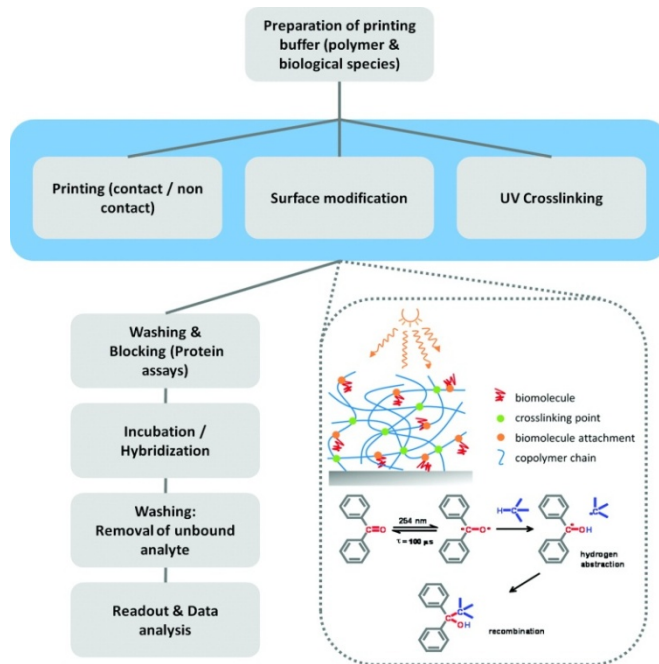 Preparation of printing
buffer (polymer &
biological species)
Printing (contact / non
contact)
Surface modification
UV Crosslinking
Washing &
Blocking (Protein
assays)
Incubation /
Hybridization
Washing:
Removal of unbound
analyte
Readout & Data
analysis
biomolecule
crosslinking point
biomolecule attachment
copolymer chain
C=O
254 nm
τ = 100 µs
•C-O•
H-C
C-OH
C
hydrogen
abstraction
C
C
OH
recombination